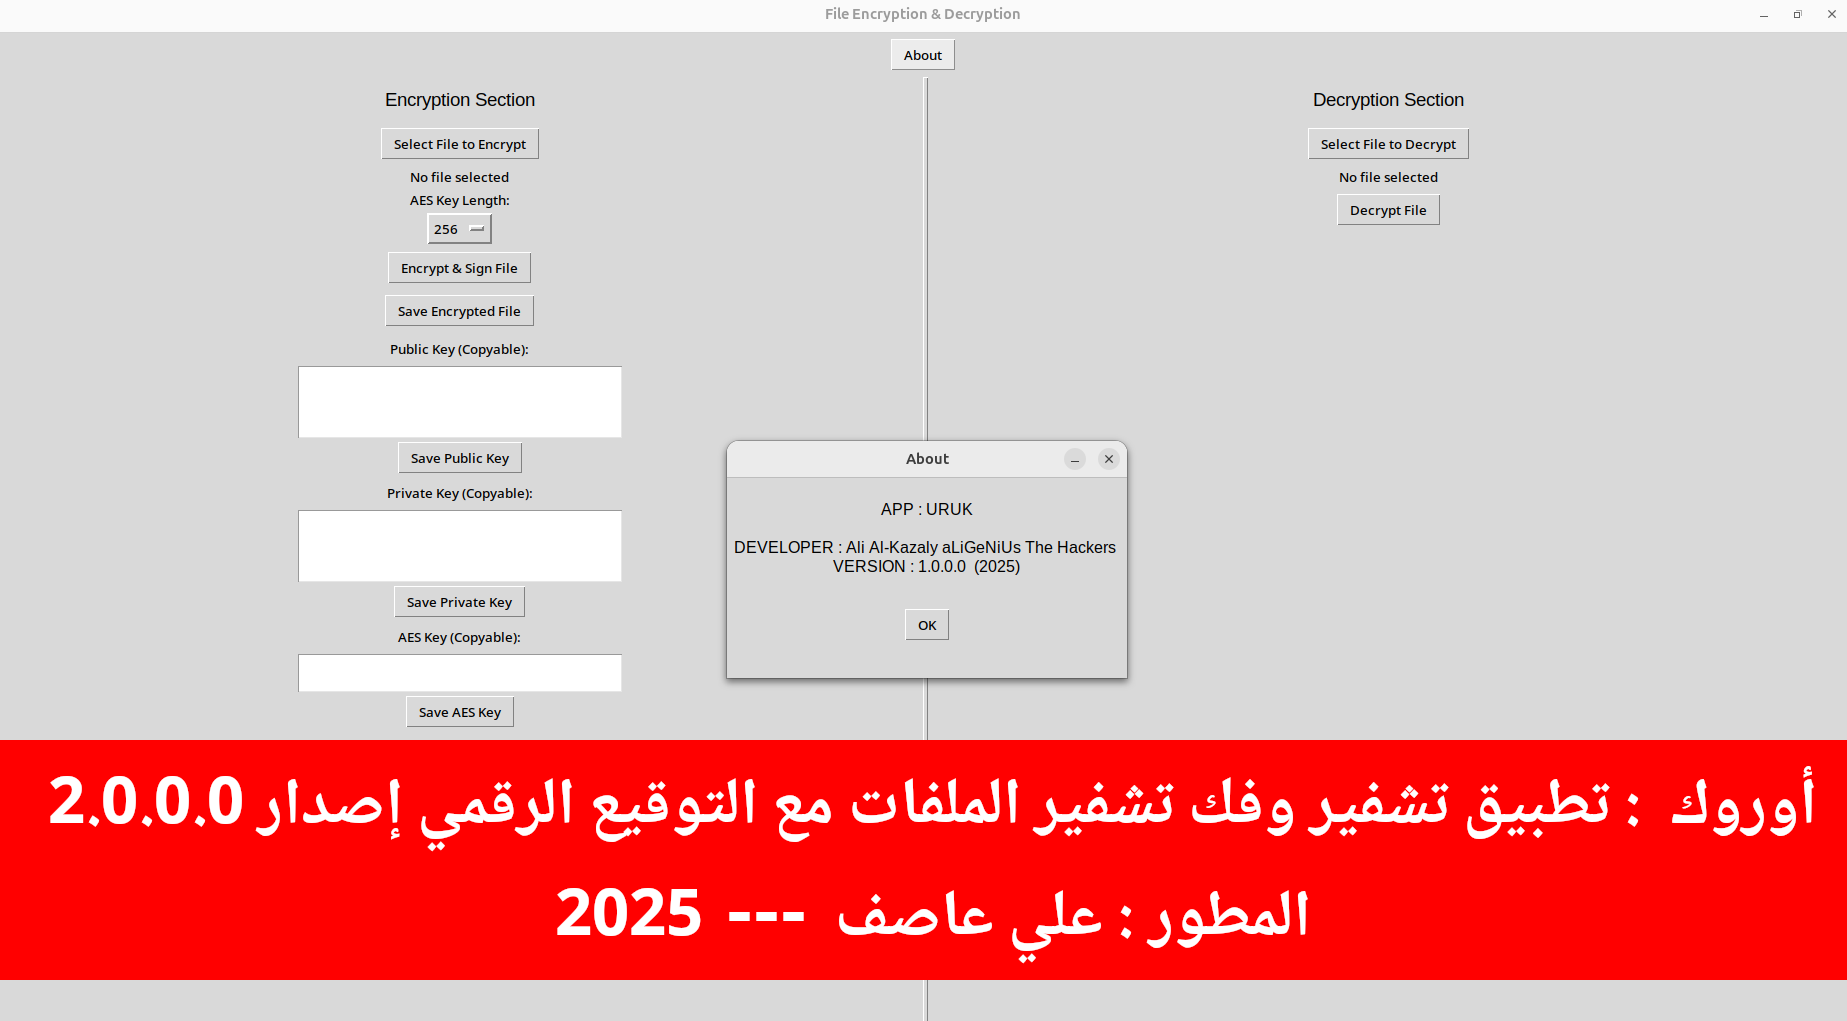 File Encryption & Decryption
About
Encryption Section
Select File to Encrypt
No file selected
AES Key Length:
256
Encrypt & Sign File
Save Encrypted File
Public Key (Copyable):
Save Public Key
Private Key (Copyable):
Save Private Key
AES Key (Copyable):
Save AES Key
Decryption Section
Select File to Decrypt
No file selected
Decrypt File
About
APP : URUK
DEVELOPER : Ali Al-Kazaly aLiGeNiUs The Hackers
VERSION : 1.0.0.0  (2025)
OK
أوروك : تطبيق تشفير وفك تشفير الملفات مع التوقيع الرقمي إصدار 2.0.0.0
المطور : علي عاصف --- 2025